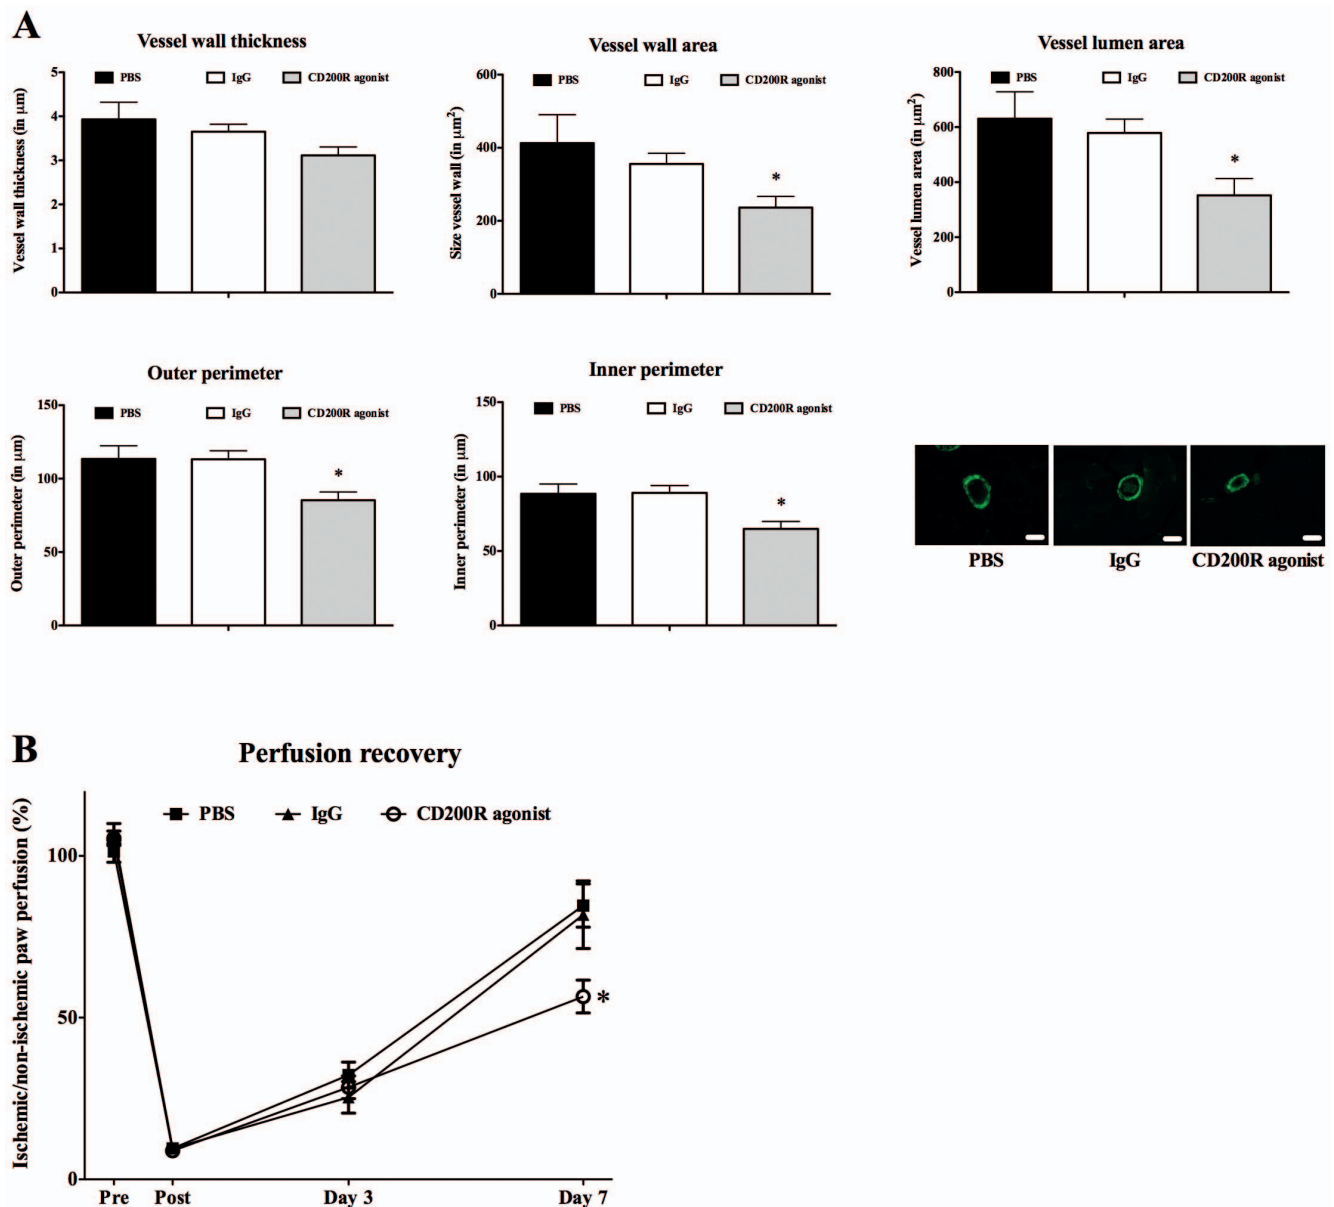 A
Vessel wall thickness
PBS IgG CD200R agonist
Vessel wall thickness (in µm)
5
4
3
2
1
0
Vessel wall area
PBS IgG CD200R agonist
Size vessel wall (in µm²)
600
400
200
0
*
Vessel lumen area
PBS IgG CD200R agonist
Vessel lumen area (in µm²)
800
600
400
200
0
*
Outer perimeter
PBS IgG CD200R agonist
Outer perimeter (in µm)
150
100
50
0
*
Inner perimeter
PBS IgG CD200R agonist
Inner perimeter (in µm)
150
100
50
0
*
PBS IgG CD200R agonist
B
Perfusion recovery
PBS IgG CD200R agonist
Ischemic/non-ischemic paw perfusion (%)
100
50
0
*
Pre Post Day 3 Day 7